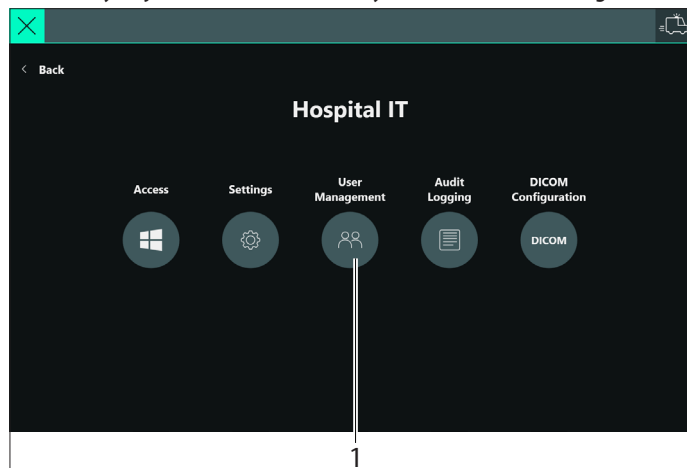 Back
Hospital IT
Access
Settings
User
Management
Audit
Logging
DICOM
Configuration
DICOM
1